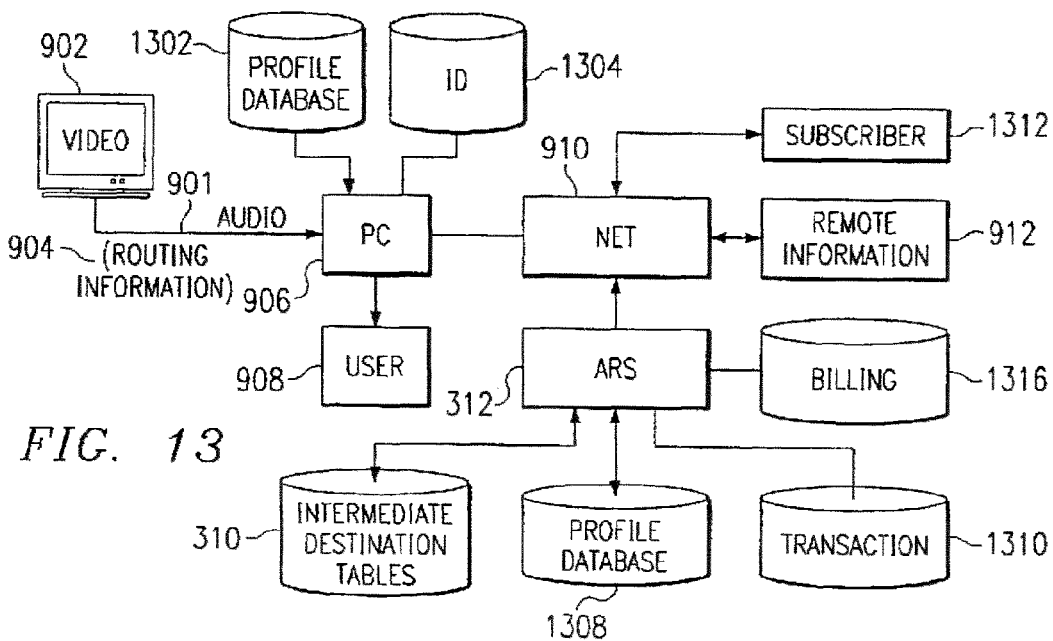 1302
902
PROFILE
DATABASE
ID
1304
VIDEO
901
AUDIO
904
(ROUTING
INFORMATION)
PC
906
910
NET
SUBSCRIBER
1312
REMOTE
INFORMATION
912
USER
908
ARS
312
BILLING
1316
FIG. 13
310
INTERMEDIATE
DESTINATION
TABLES
PROFILE
DATABASE
1308
TRANSACTION
1310